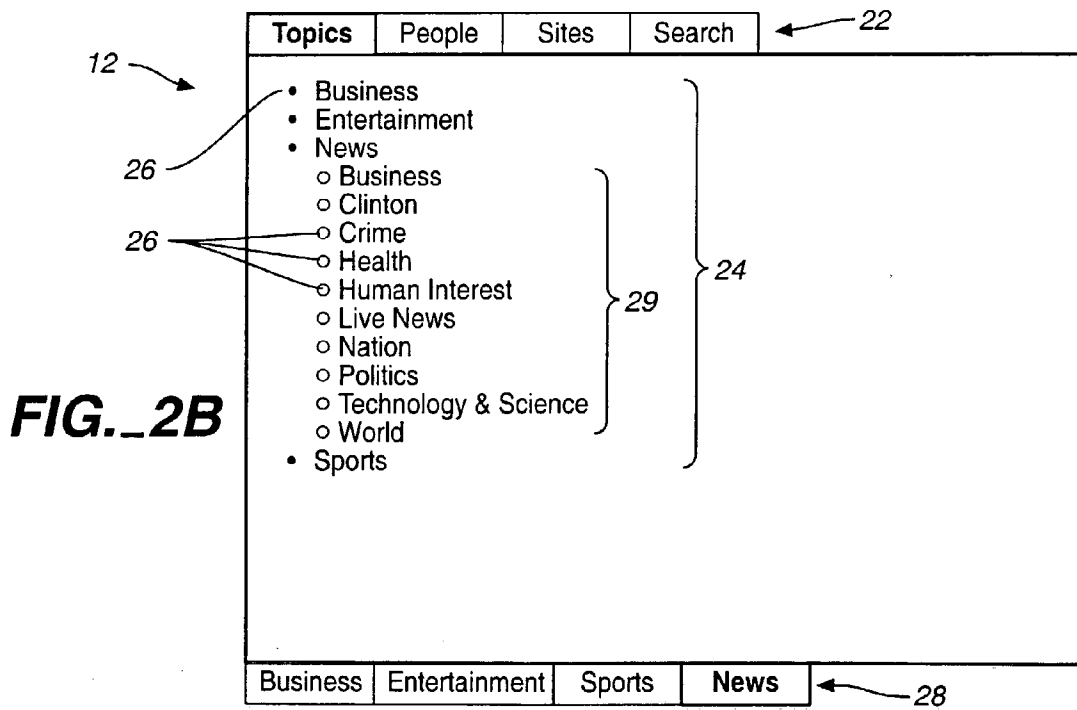 Topics People Sites Search 22
12
• Business
• Entertainment
• News
26
○ Business
○ Clinton
26
○ Crime
○ Health
○ Human Interest
29
24
○ Live News
○ Nation
○ Politics
○ Technology & Science
○ World
• Sports
FIG._2B
Business Entertainment Sports News 28